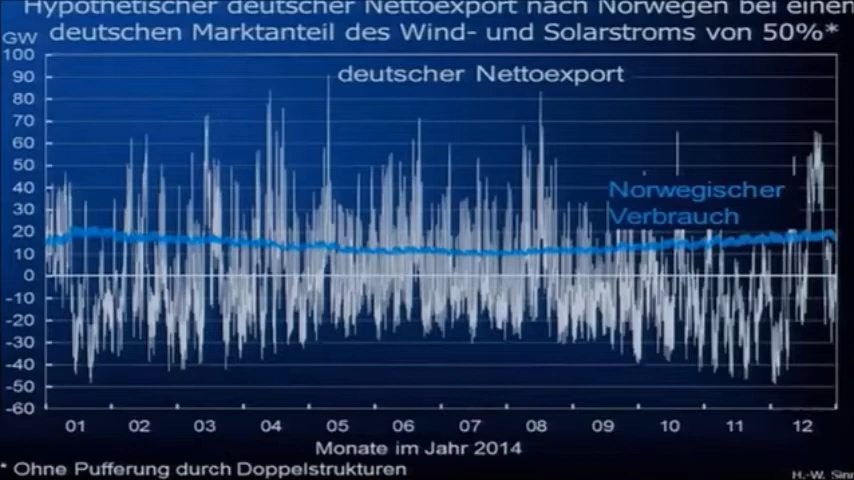 Hypothetischer deutscher Nettoexport nach Norwegen bei einem
deutschen Marktanteil des Wind- und Solarstroms von 50%*
GW
100
90
80
70
60
50
40
30
20
10
0
-10
-20
-30
-40
-50
-60
deutscher Nettoexport
Norwegischer
Verbrauch
01 02 03 04 05 06 07 08 09 10 11 12
Monate im Jahr 2014
* Ohne Pufferung durch Doppelstrukturen
H.-W. Sinn